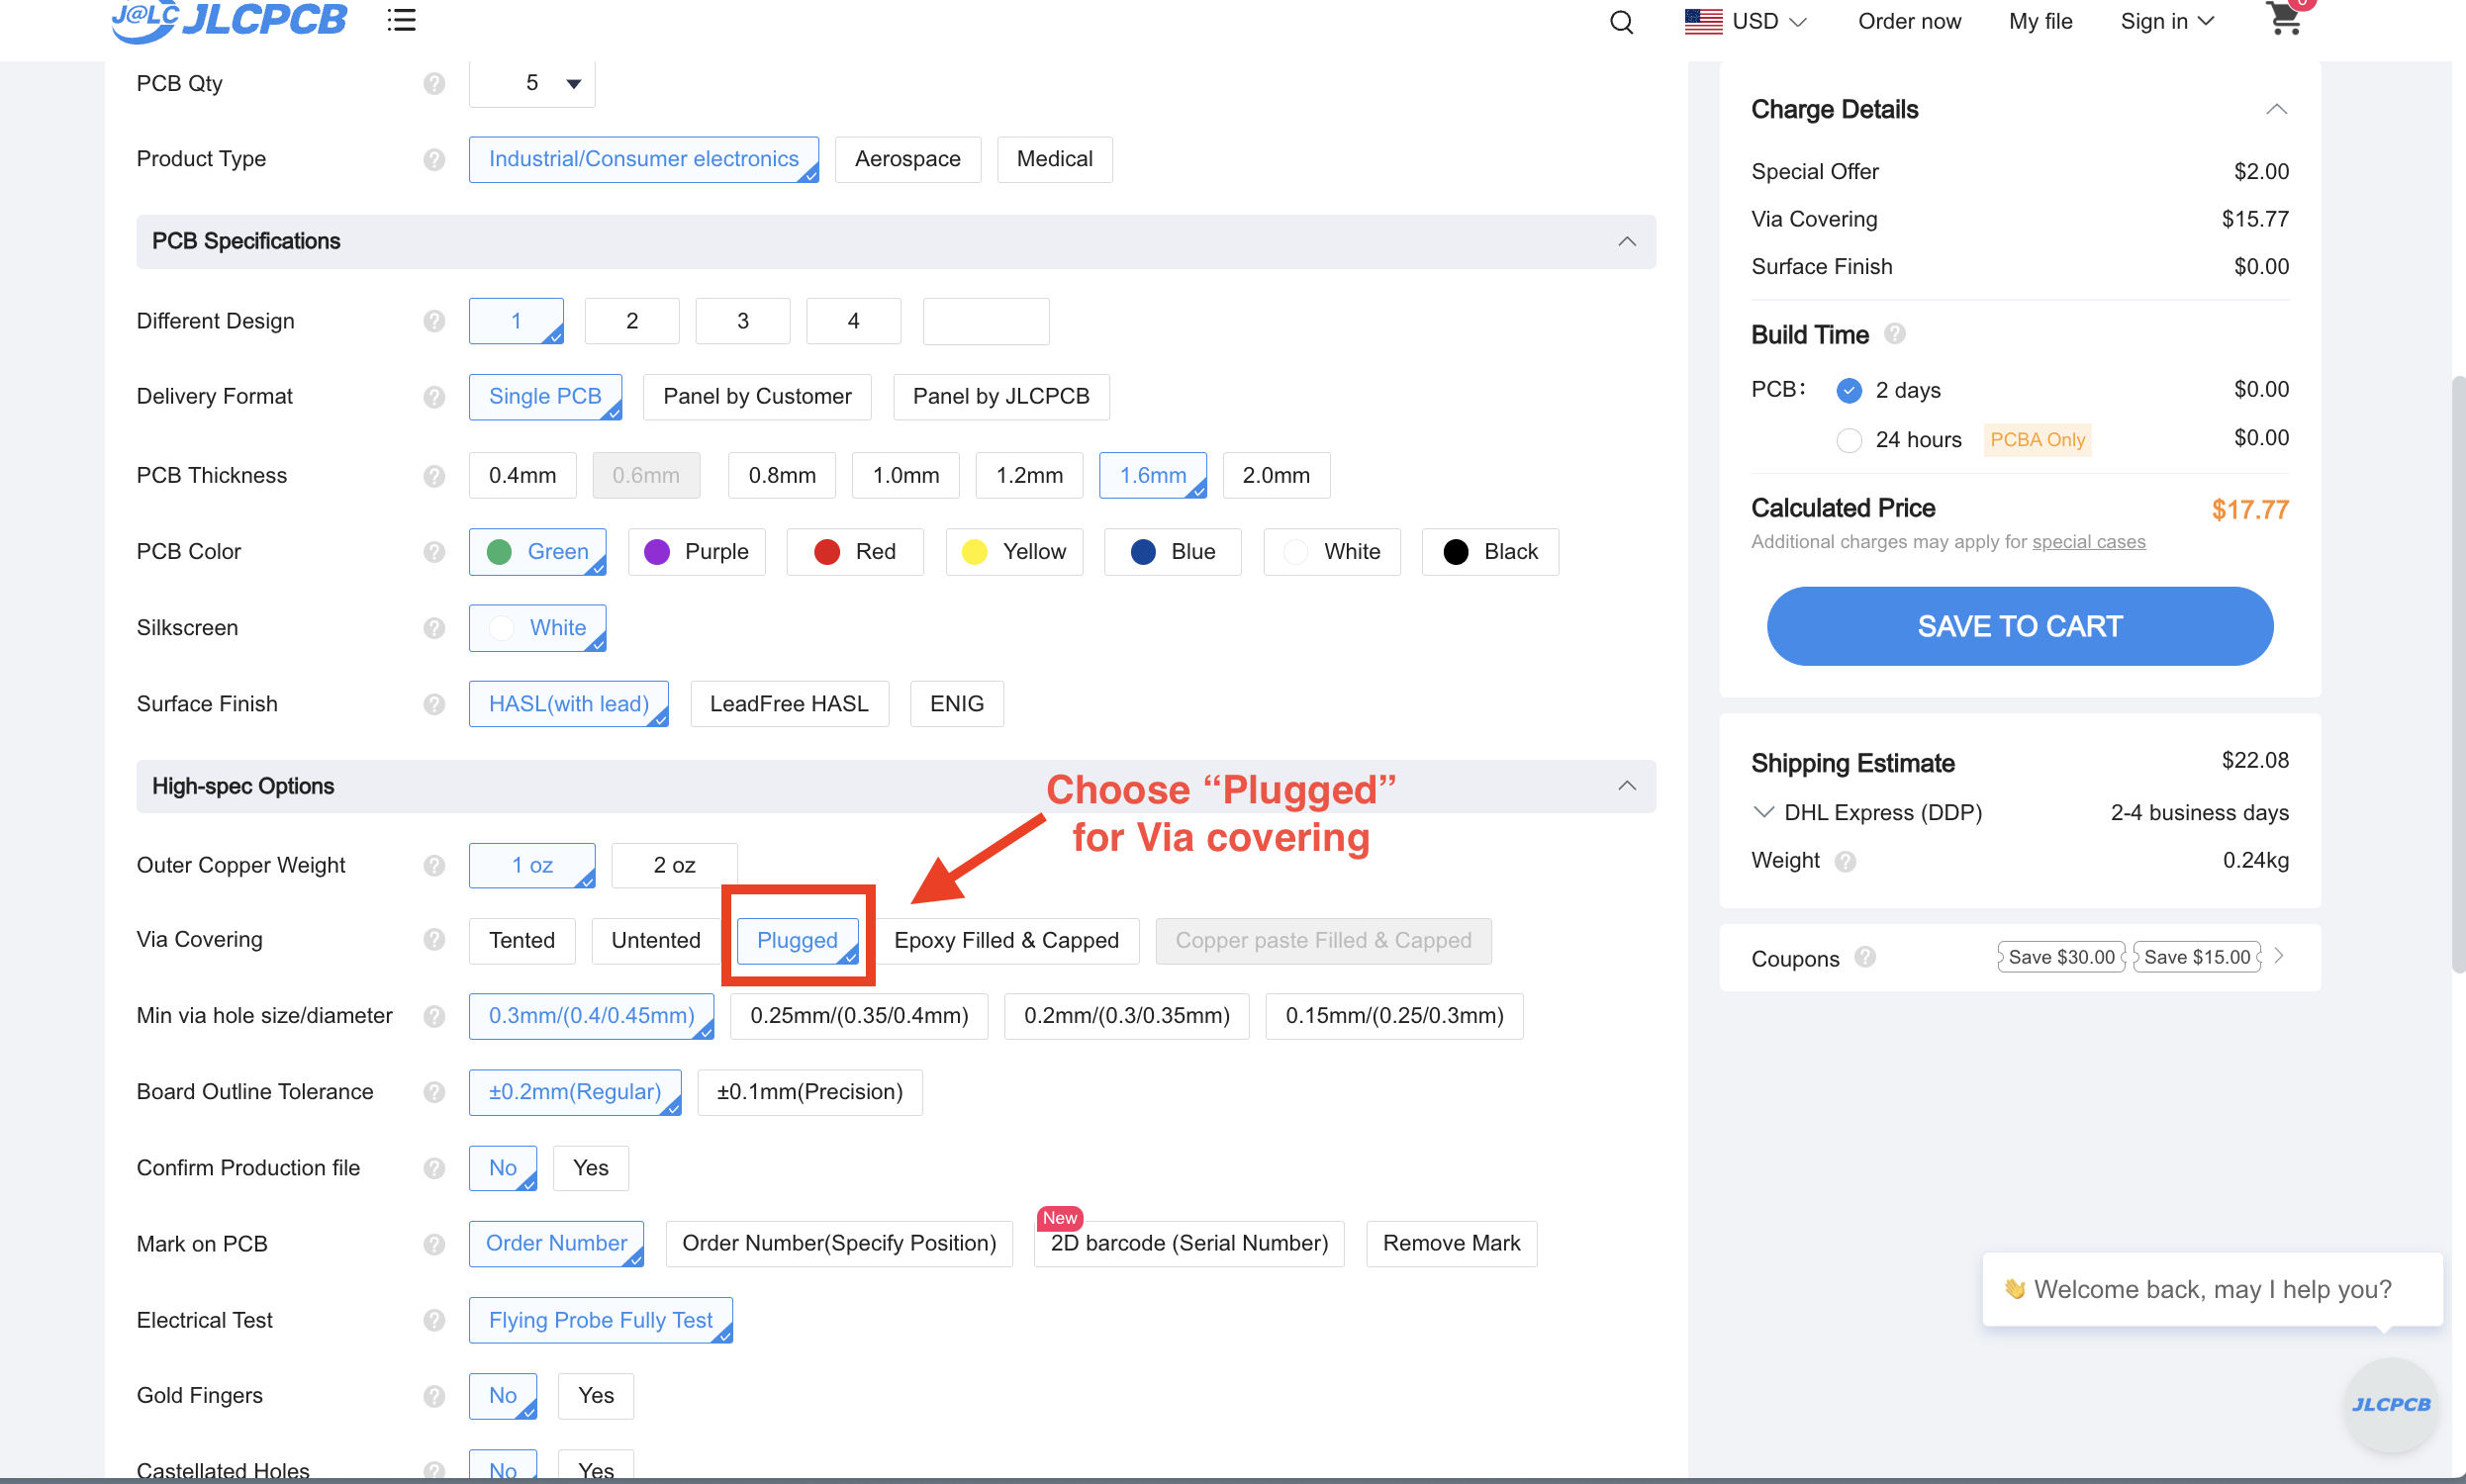 J@LC JLCPCB USD Order now My file Sign in 0
PCB Qty ? 5
Product Type ? Industrial/Consumer electronics Aerospace Medical
PCB Specifications
Different Design ? 1 2 3 4
Delivery Format ? Single PCB Panel by Customer Panel by JLCPCB
PCB Thickness ? 0.4mm 0.6mm 0.8mm 1.0mm 1.2mm 1.6mm 2.0mm
PCB Color ? Green Purple Red Yellow Blue White Black
Silkscreen ? White
Surface Finish ? HASL(with lead) LeadFree HASL ENIG
High-spec Options
Choose “Plugged”
for Via covering
Outer Copper Weight ? 1 oz 2 oz
Via Covering ? Tented Untented Plugged Epoxy Filled & Capped Copper paste Filled & Capped
Min via hole size/diameter ? 0.3mm/(0.4/0.45mm) 0.25mm/(0.35/0.4mm) 0.2mm/(0.3/0.35mm) 0.15mm/(0.25/0.3mm)
Board Outline Tolerance ? ±0.2mm(Regular) ±0.1mm(Precision)
Confirm Production file ? No Yes
New
Mark on PCB ? Order Number Order Number(Specify Position) 2D barcode (Serial Number) Remove Mark
Electrical Test ? Flying Probe Fully Test
Gold Fingers ? No Yes
Castellated Holes ? No Yes
Charge Details
Special Offer $2.00
Via Covering $15.77
Surface Finish $0.00
Build Time ?
PCB: 2 days $0.00
24 hours PCBA Only $0.00
Calculated Price $17.77
Additional charges may apply for special cases
SAVE TO CART
Shipping Estimate $22.08
DHL Express (DDP) 2-4 business days
Weight ? 0.24kg
Coupons ? Save $30.00 Save $15.00
👋 Welcome back, may I help you?
JLCPCB